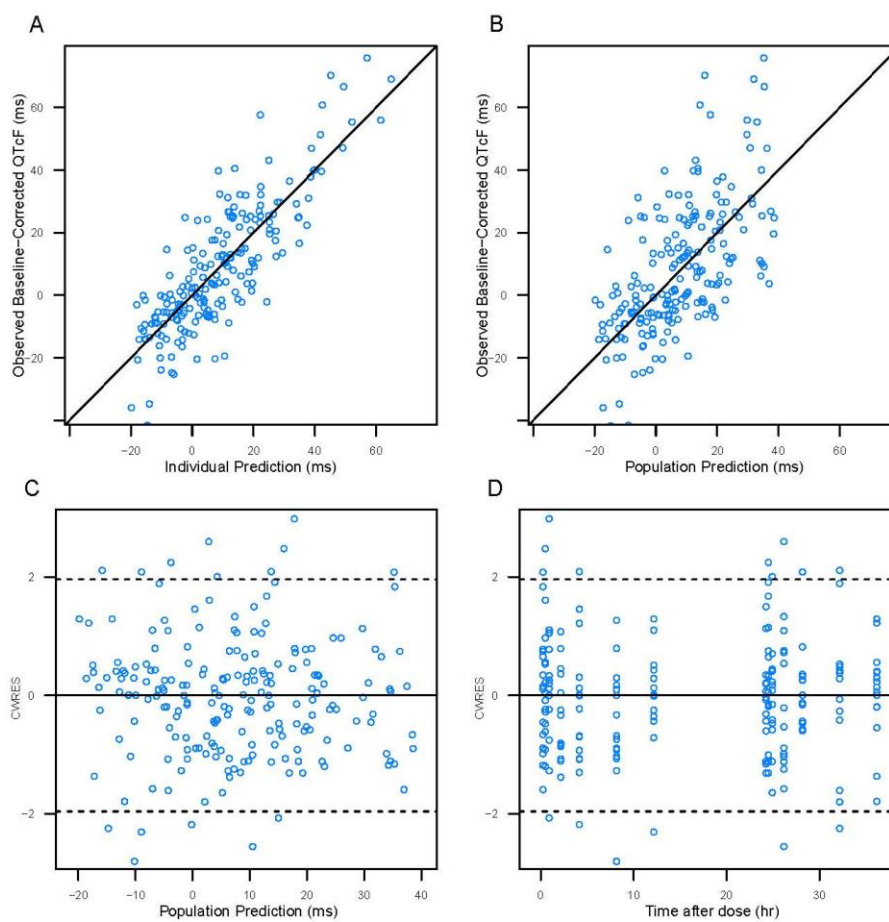 A
B
Observed Baseline-Corrected QTcF (ms)
60
40
20
0
-20
-20 0 20 40 60
Individual Prediction (ms)
Observed Baseline-Corrected QTcF (ms)
60
40
20
0
-20
-20 0 20 40 60
Population Prediction (ms)
C
D
CWRES
2
0
-2
-20 -10 0 10 20 30 40
Population Prediction (ms)
CWRES
2
0
-2
0 10 20 30
Time after dose (hr)